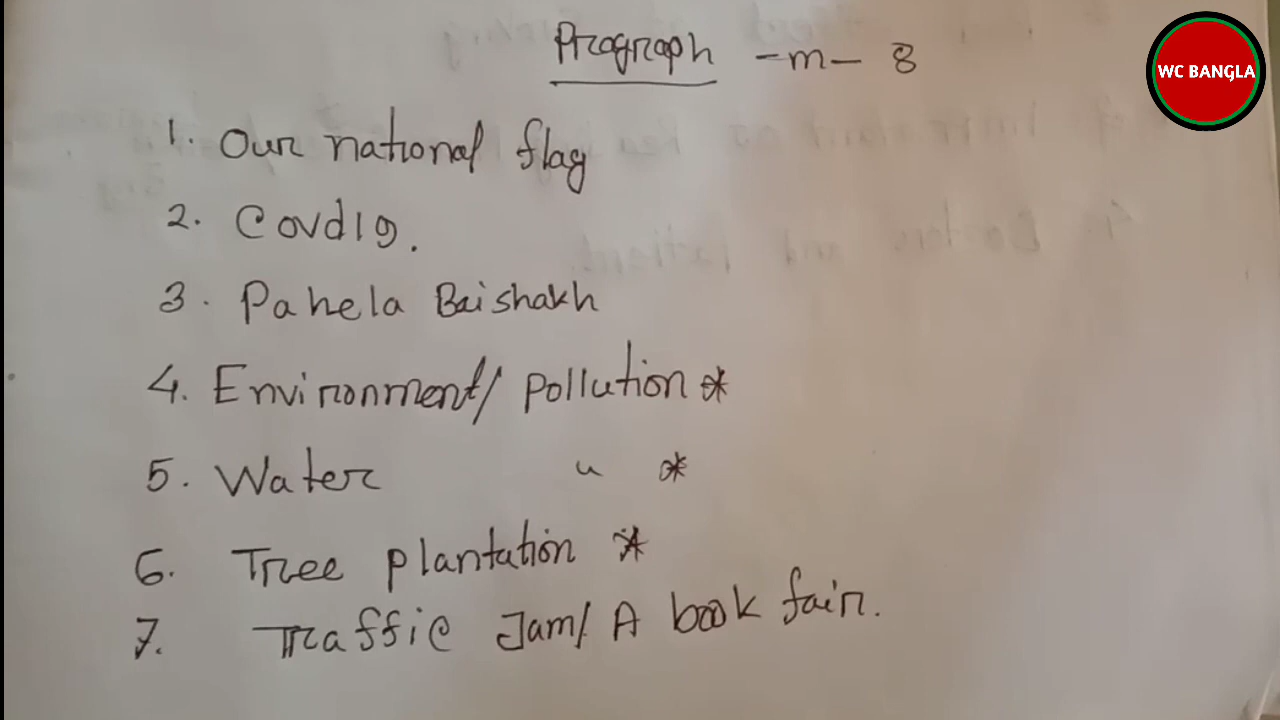 Pragraph -m- 8
WC BANGLA
1. Our national flag
2. Covd19.
3. Pahela Baishakh
4. Environment/ Pollution *
5. Water " *
6. Tree plantation *
7. Traffic Jam/ A book fair.